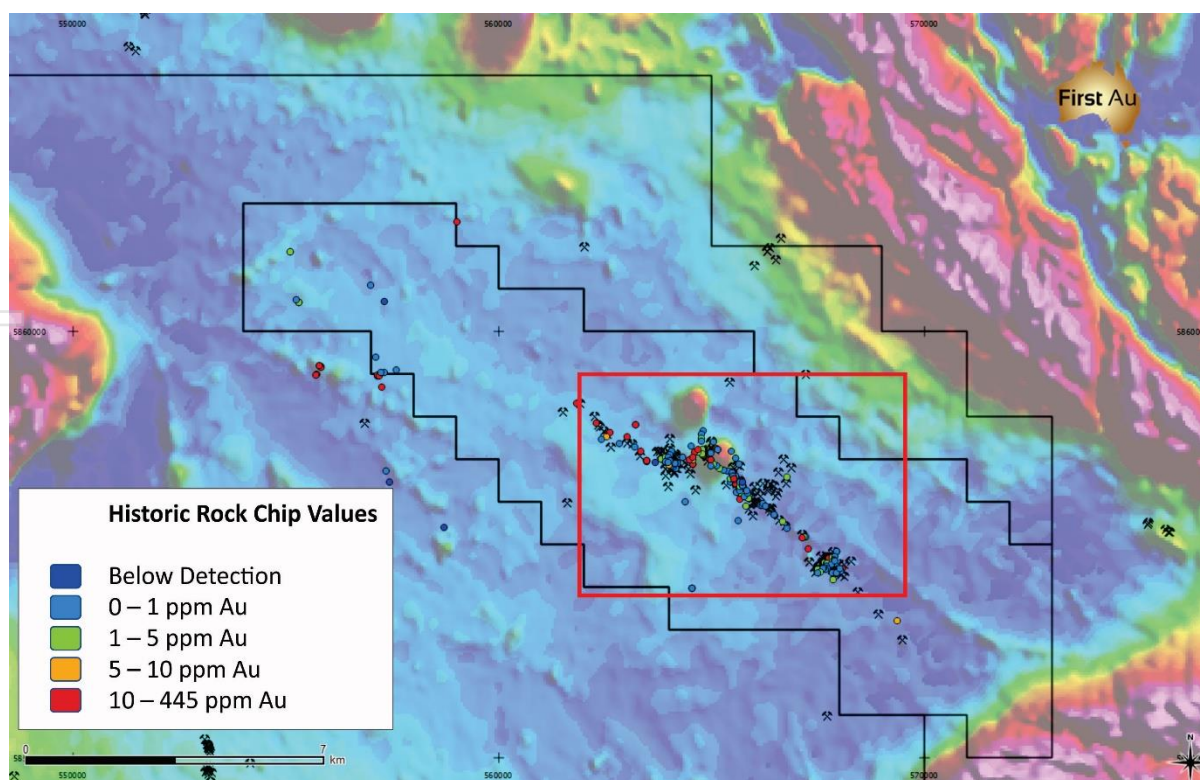 550000
560000
570000
First Au
5860000
5860
Historic Rock Chip Values
Below Detection
0 – 1 ppm Au
1 – 5 ppm Au
5 – 10 ppm Au
10 – 445 ppm Au
0
7
km
N
550000
560000
570000